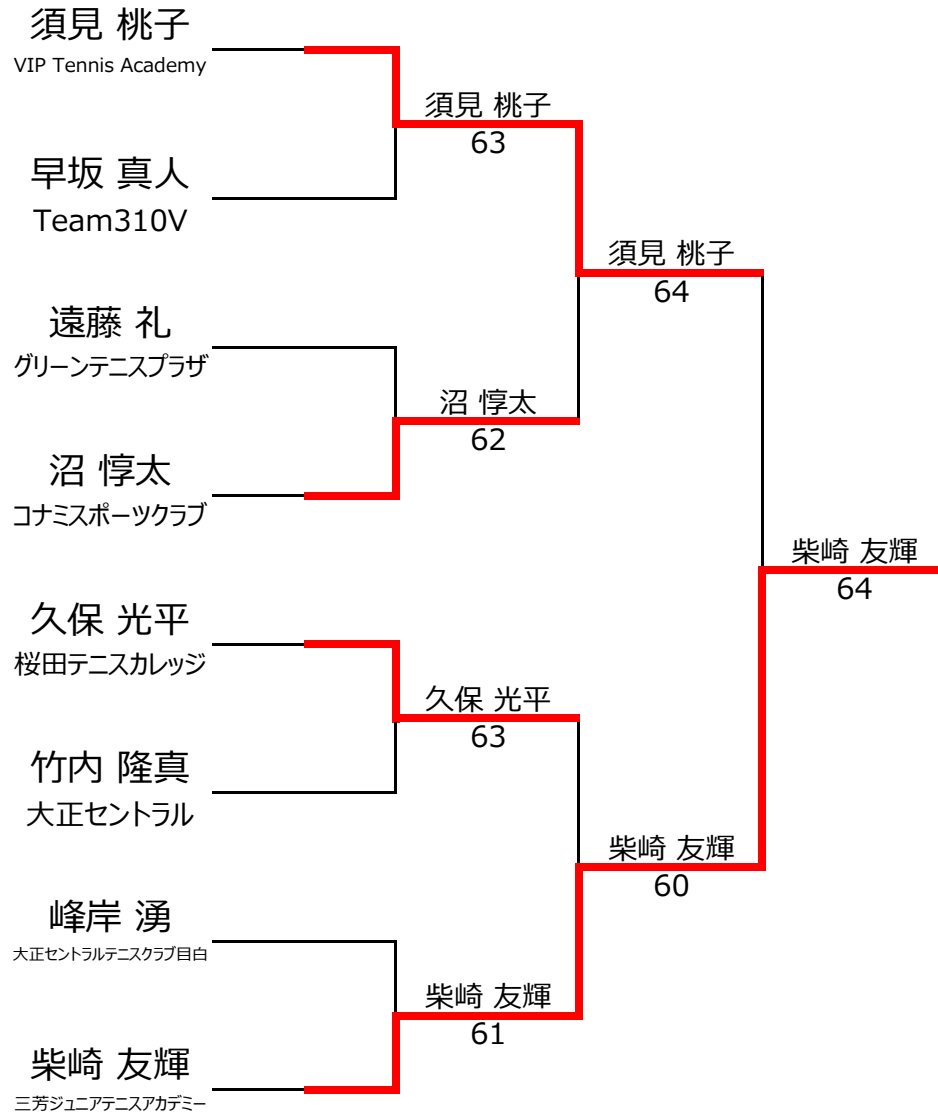 須見 桃子
VIP Tennis Academy
早坂 真人
Team310V
遠藤 礼
グリーンテニスプラザ
沼 惇太
コナミスポーツクラブ
久保 光平
桜田テニスカレッジ
竹内 隆真
大正セントラル
峰岸 湧
大正セントラルテニスクラブ目白
柴崎 友輝
三芳ジュニアテニスアカデミー
須見 桃子
63
沼 惇太
62
久保 光平
63
柴崎 友輝
61
須見 桃子
64
柴崎 友輝
60
柴崎 友輝
64